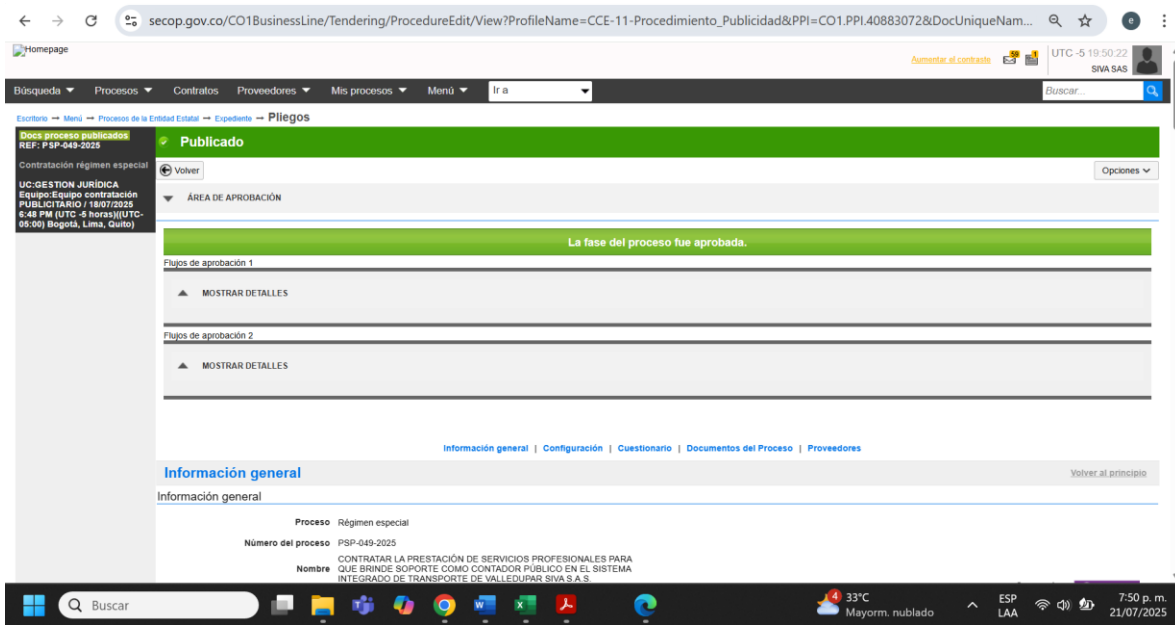 secop.gov.co/CO1BusinessLine/Tendering/ProcedureEdit/View?ProfileName=CCE-11-Procedimiento_Publicidad&PPI=CO1.PPI.40883072&DocUniqueNam...
e
Homepage
Aumentar el contraste
59
1
UTC -5 19:50:22
SIVA SAS
Búsqueda Procesos Contratos Proveedores Mis procesos Menú Ir a Buscar...
Escritorio → Menú → Procesos de la Entidad Estatal → Expediente → Pliegos
Docs proceso publicados
REF: PSP-049-2025
Contratación régimen especial
UC:GESTION JURÍDICA
Equipo:Equipo contratación
PUBLICITARIO / 18/07/2025
6:48 PM (UTC -5 horas)((UTC-
05:00) Bogotá, Lima, Quito)
Publicado
Volver
Opciones
ÁREA DE APROBACIÓN
La fase del proceso fue aprobada.
Flujos de aprobación 1
MOSTRAR DETALLES
Flujos de aprobación 2
MOSTRAR DETALLES
Información general | Configuración | Cuestionario | Documentos del Proceso | Proveedores
Información general
Volver al principio
Información general
Proceso Régimen especial
Número del proceso PSP-049-2025
Nombre CONTRATAR LA PRESTACIÓN DE SERVICIOS PROFESIONALES PARA
QUE BRINDE SOPORTE COMO CONTADOR PÚBLICO EN EL SISTEMA
INTEGRADO DE TRANSPORTE DE VALLEDUPAR SIVA S.A.S.
Buscar
4
33°C
Mayorm. nublado
ESP
LAA
7:50 p. m.
21/07/2025